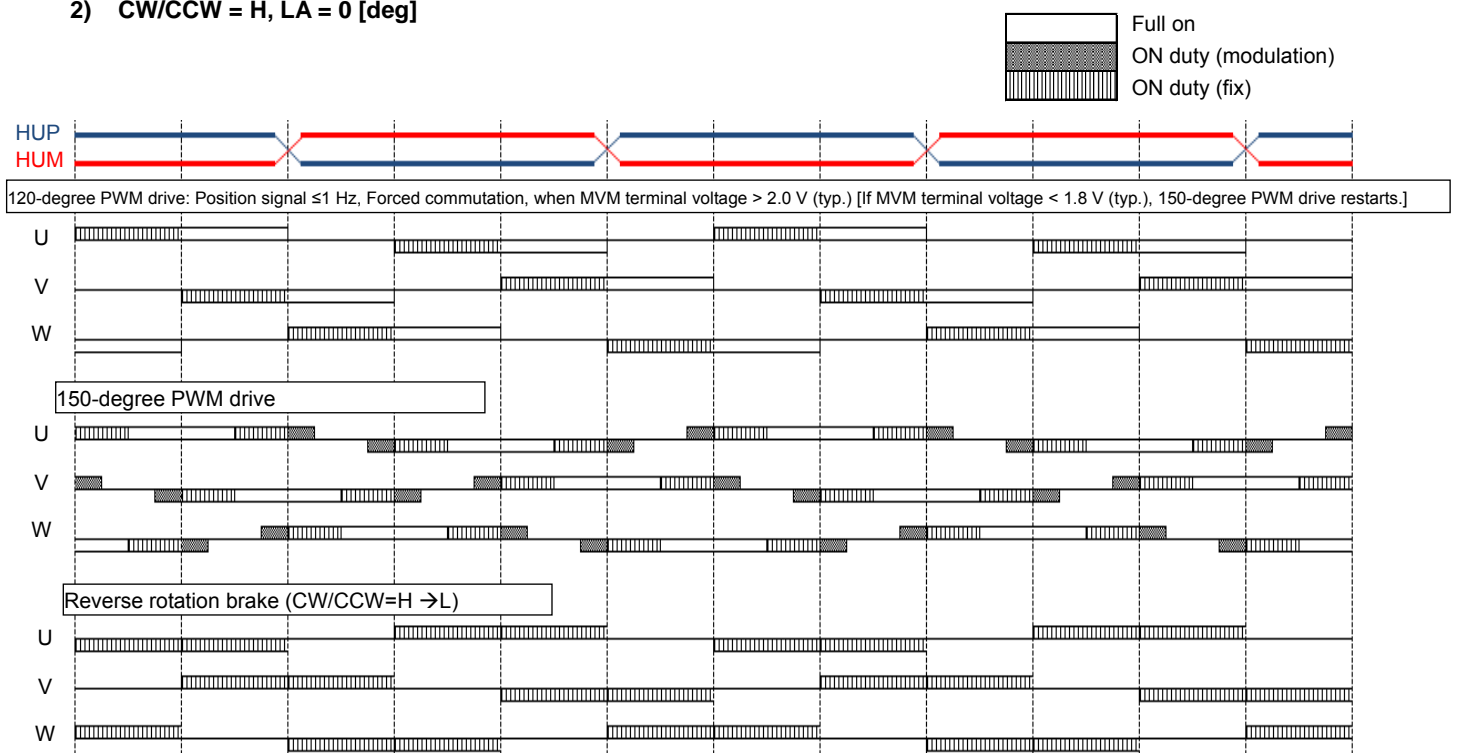 2) CW/CCW = H, LA = 0 [deg]
Full on
ON duty (modulation)
ON duty (fix)
HUP
HUM
120-degree PWM drive: Position signal ≤1 Hz, Forced commutation, when MVM terminal voltage > 2.0 V (typ.) [If MVM terminal voltage < 1.8 V (typ.), 150-degree PWM drive restarts.]
U
V
W
150-degree PWM drive
U
V
W
Reverse rotation brake (CW/CCW=H →L)
U
V
W